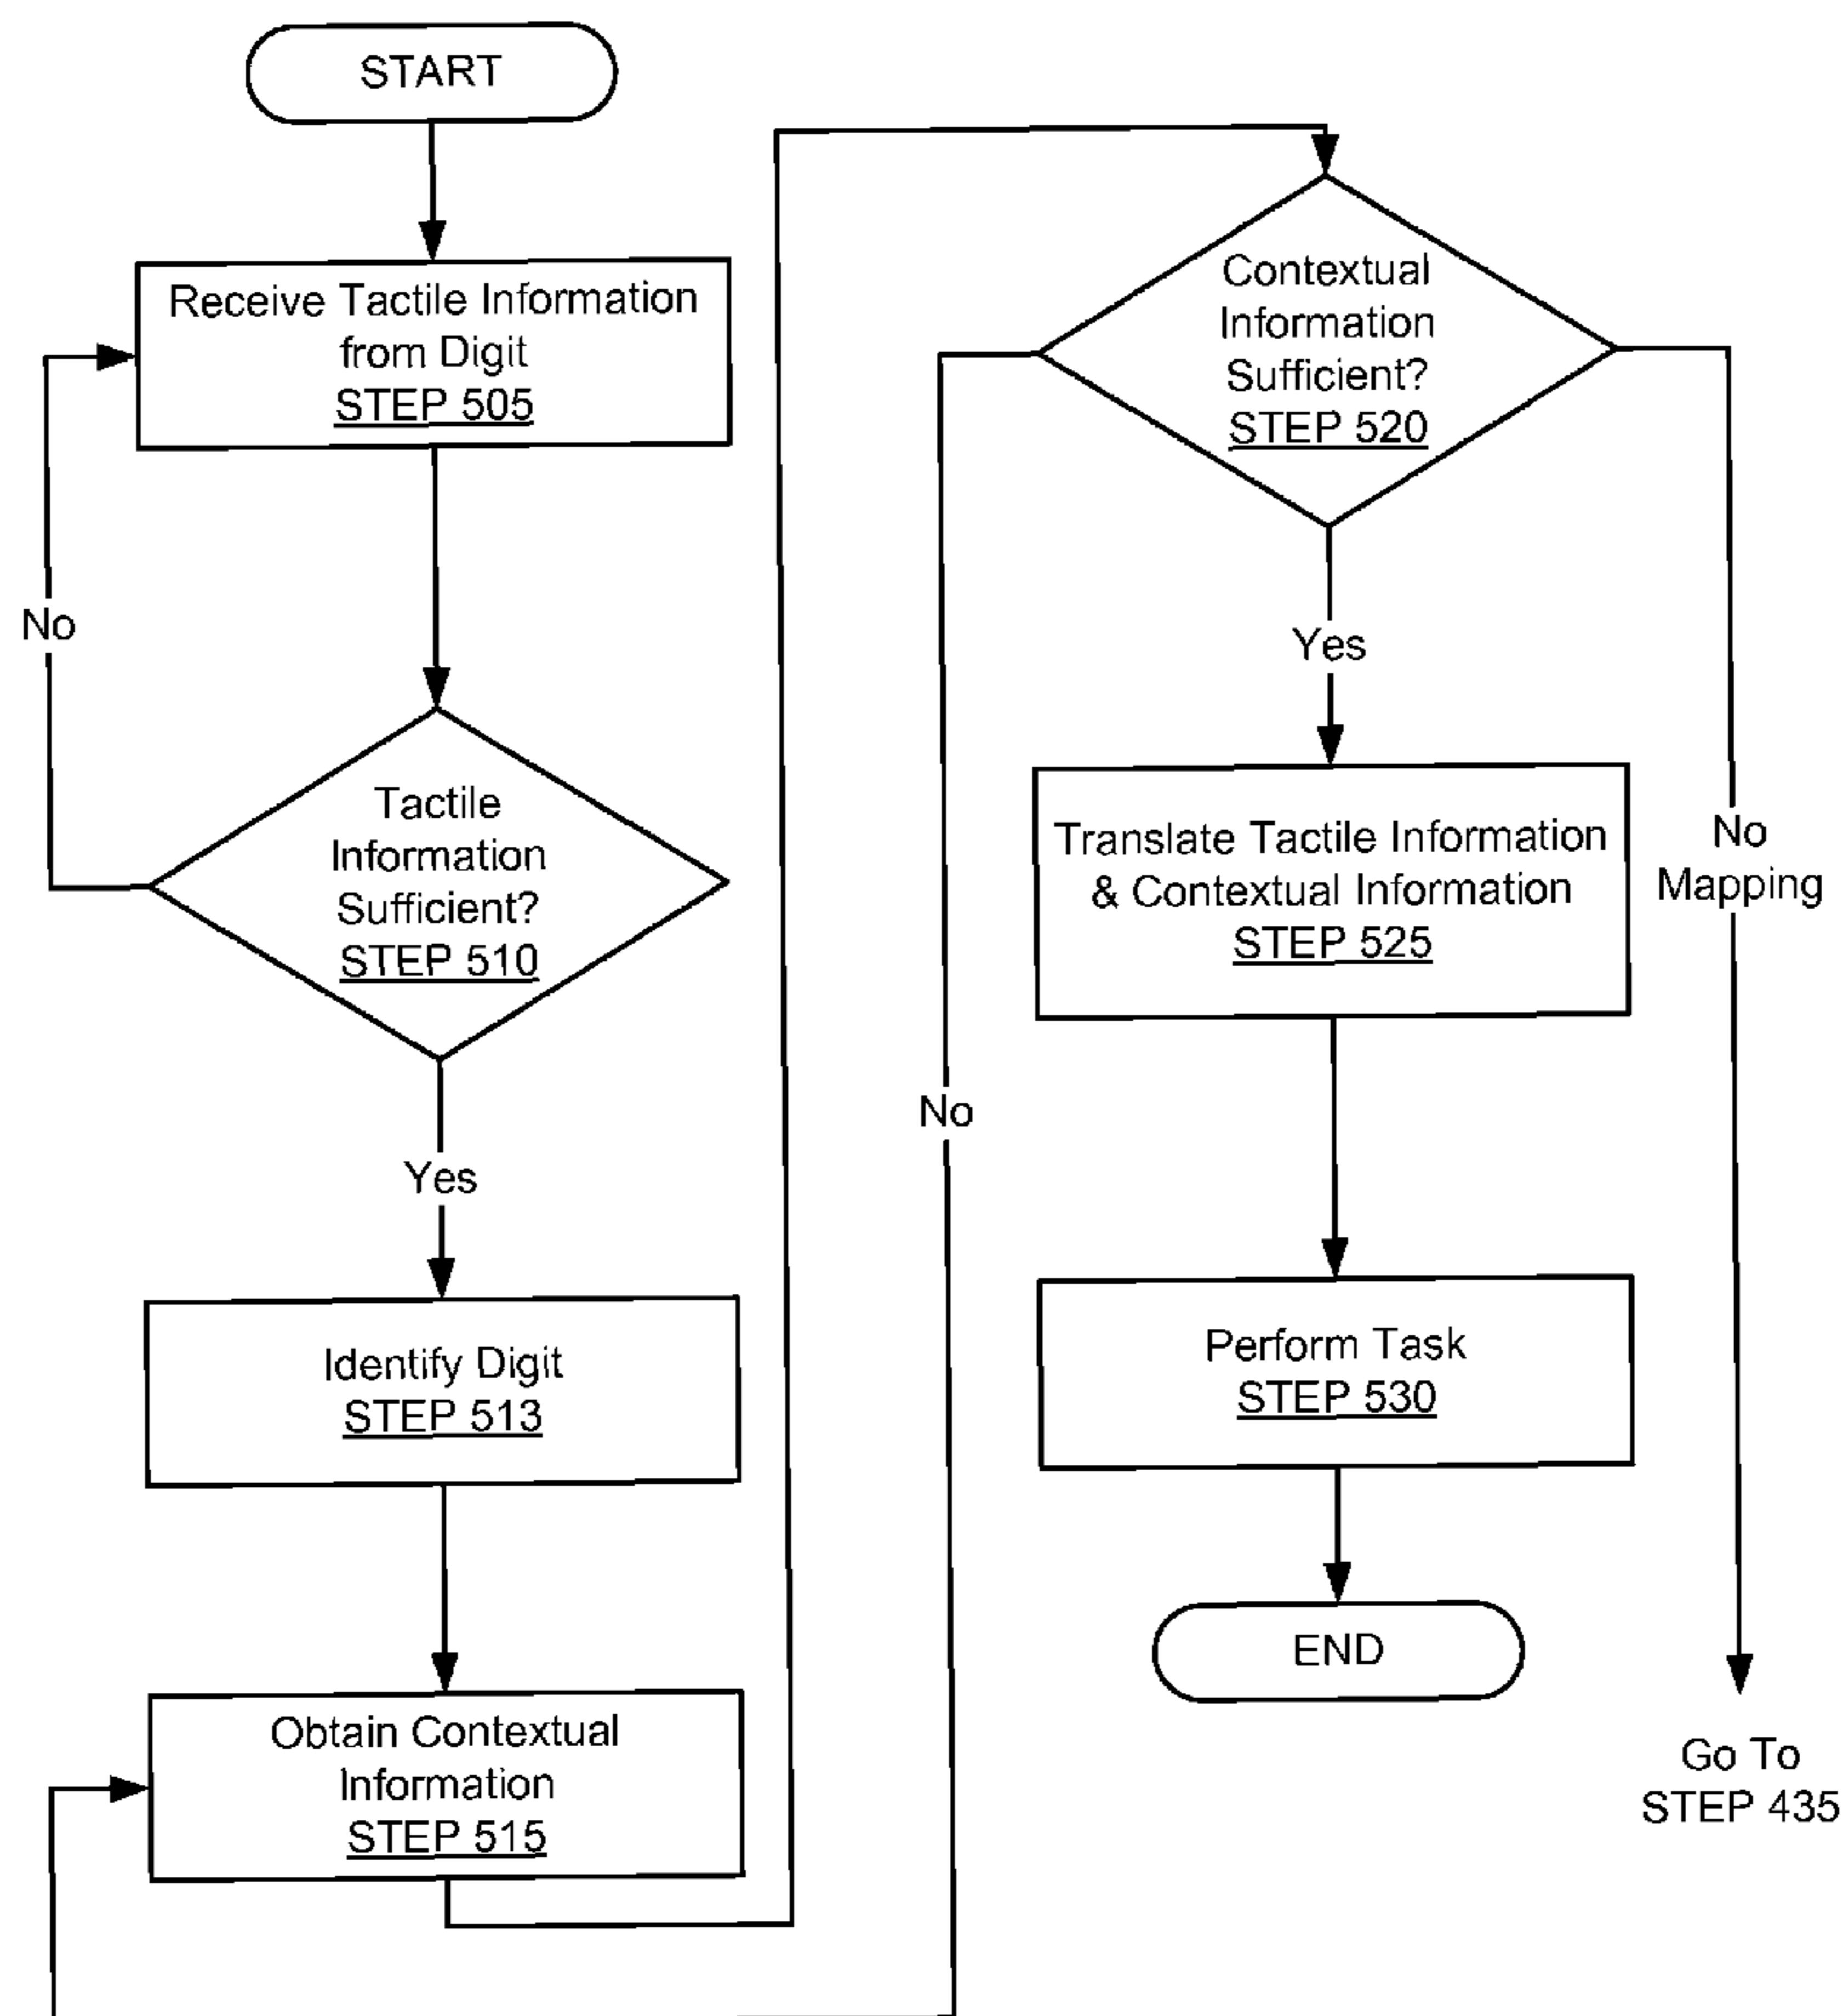 START
Receive Tactile Information
from Digit
STEP 505
No
Tactile
Information
Sufficient?
STEP 510
Yes
Identify Digit
STEP 513
Obtain Contextual
Information
STEP 515
Contextual
Information
Sufficient?
STEP 520
No
Yes
No
Mapping
Translate Tactile Information
& Contextual Information
STEP 525
Perform Task
STEP 530
END
Go To
STEP 435